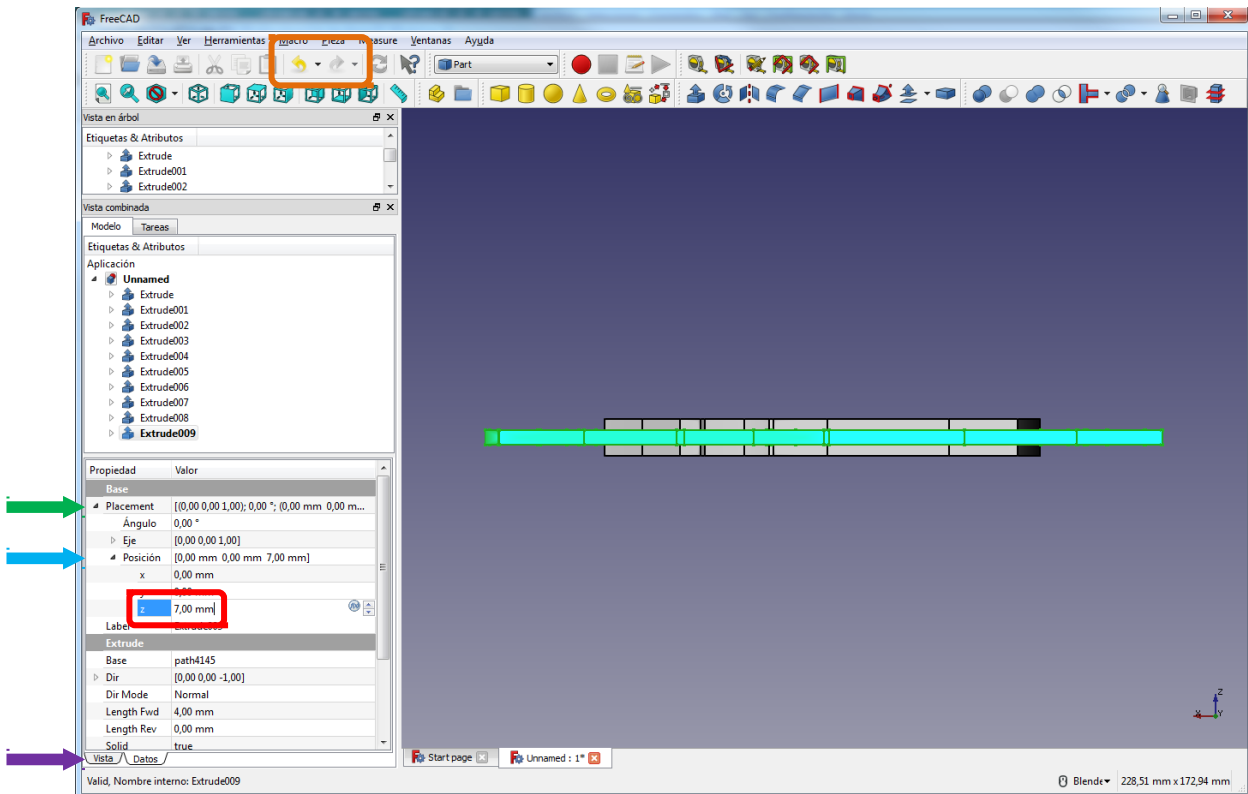 FreeCAD
Archivo Editar Ver Herramientas Macro Pieza Measure Ventanas Ayuda
Part
Vista en árbol
Etiquetas & Atributos
Extrude
Extrude001
Extrude002
Vista combinada
Modelo Tareas
Etiquetas & Atributos
Aplicación
Unnamed
Extrude
Extrude001
Extrude002
Extrude003
Extrude004
Extrude005
Extrude006
Extrude007
Extrude008
Extrude009
Propiedad Valor
Base
Placement [(0,00 0,00 1,00); 0,00 °; (0,00 mm 0,00 m...
Ángulo 0,00 °
Eje [0,00 0,00 1,00]
Posición [0,00 mm 0,00 mm 7,00 mm]
x 0,00 mm
z 7,00 mm
Label
Extrude
Base path4145
Dir [0,00 0,00 -1,00]
Dir Mode Normal
Length Fwd 4,00 mm
Length Rev 0,00 mm
Solid true
Vista Datos
Z
X Y
Start page Unnamed : 1*
Valid, Nombre interno: Extrude009
Blende 228,51 mm x 172,94 mm